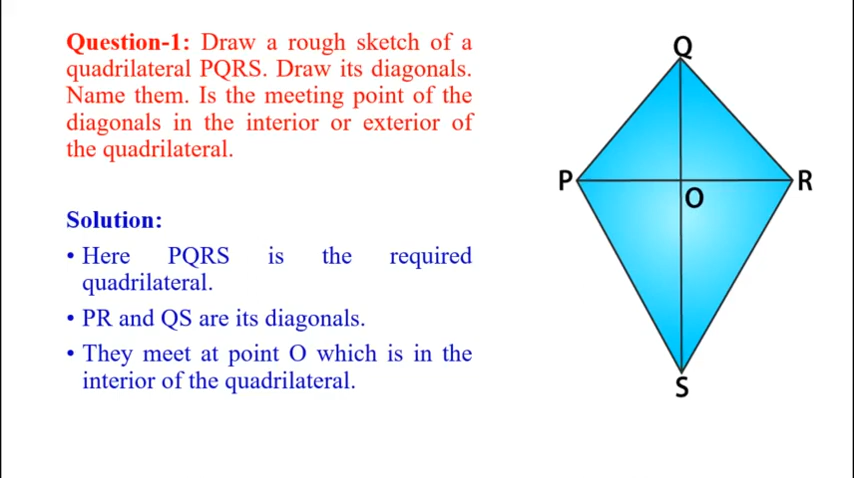 Question-1: Draw a rough sketch of a
quadrilateral PQRS. Draw its diagonals.
Name them. Is the meeting point of the
diagonals in the interior or exterior of
the quadrilateral.
Solution:
• Here PQRS is the required
quadrilateral.
• PR and QS are its diagonals.
• They meet at point O which is in the
interior of the quadrilateral.
Q
P
R
O
S